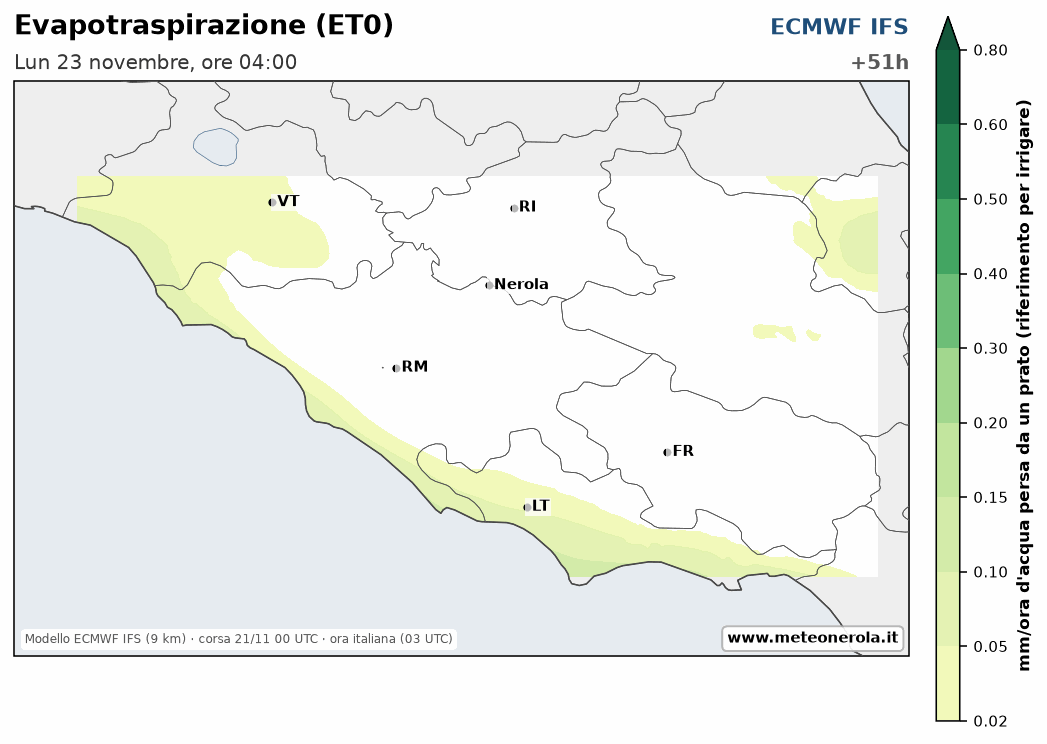 Evapotraspirazione (ET0)
ECMWF IFS
Lun 23 novembre, ore 04:00
+51h
VT
RI
Nerola
RM
FR
LT
Modello ECMWF IFS (9 km) · corsa 21/11 00 UTC · ora italiana (03 UTC)
www.meteonerola.it
0.80
0.60
0.50
0.40
0.30
0.20
0.15
0.10
0.05
0.02
mm/ora d'acqua persa da un prato (riferimento per irrigare)